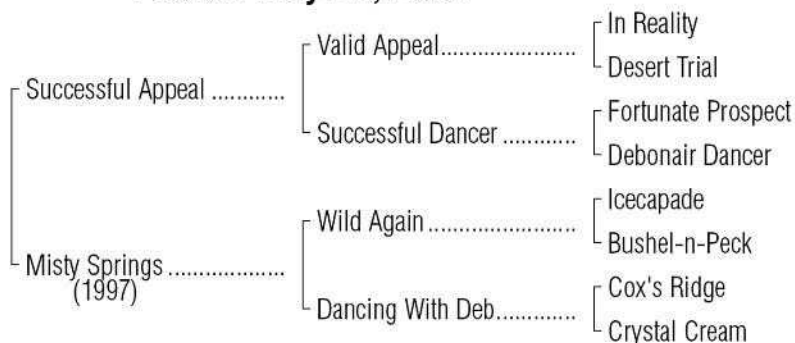 In Reality
Valid Appeal
Desert Trial
Successful Appeal
Fortunate Prospect
Successful Dancer
Debonair Dancer
Icecapade
Wild Again
Bushel-n-Peck
Misty Springs
(1997)
Cox's Ridge
Dancing With Deb
Crystal Cream